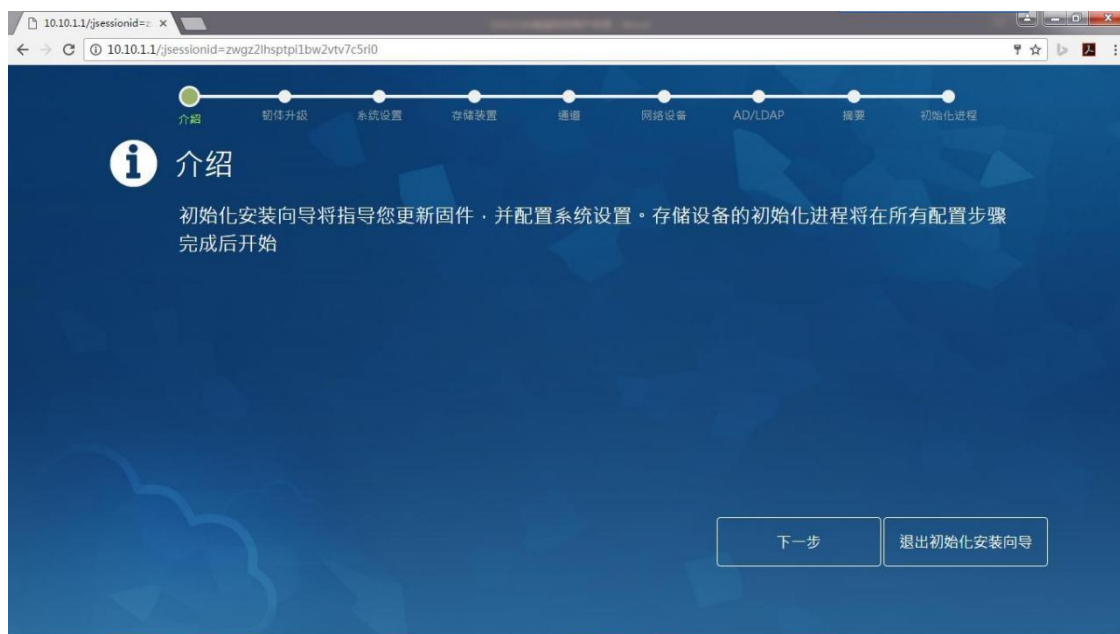 10.10.1.1/;jsessionid=z
10.10.1.1/;jsessionid=zwgz2lhsptpi1bw2vtv7c5rl0
介绍 韧体升级 系统设置 存储装置 通道 网络设备 AD/LDAP 摘要 初始化进程
介绍
初始化安装向导将指导您更新固件，并配置系统设置。存储设备的初始化进程将在所有配置步骤
完成后开始
下一步 退出初始化安装向导